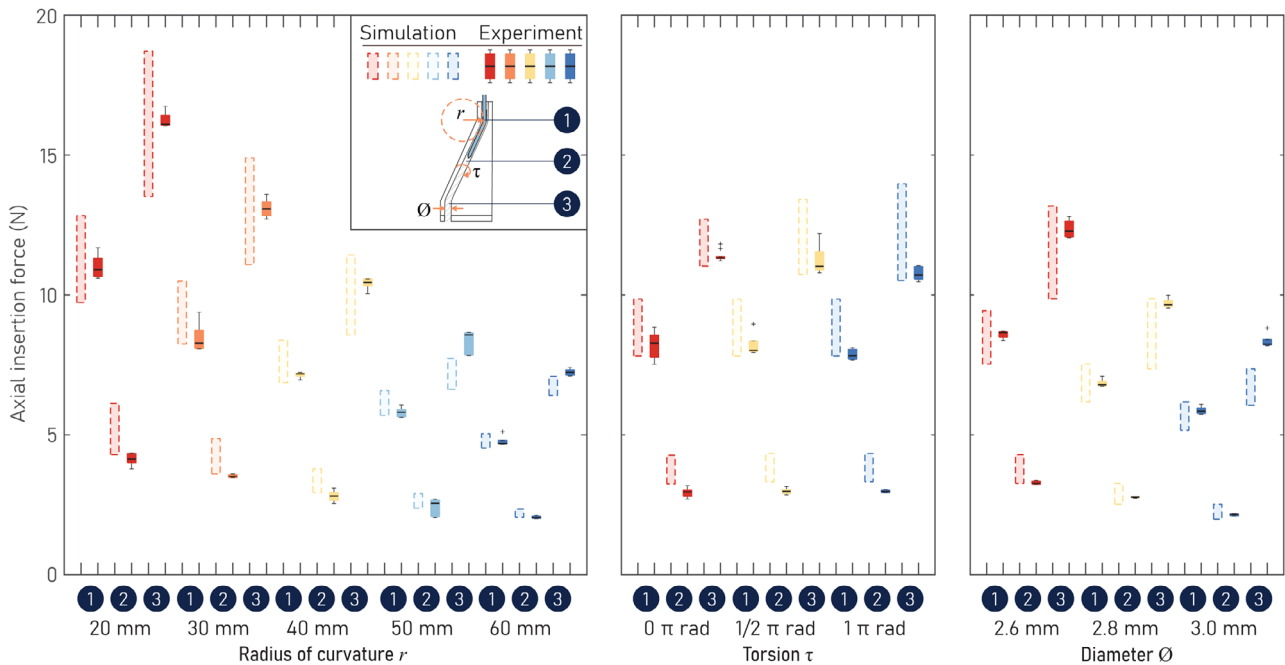 20
15
10
5
0
Axial insertion force (N)
Simulation Experiment
r
1
2
τ
Ø
3
1 2 3 1 2 3 1 2 3 1 2 3 1 2 3
20 mm 30 mm 40 mm 50 mm 60 mm
Radius of curvature r
1 2 3 1 2 3 1 2 3
0 π rad 1/2 π rad 1 π rad
Torsion τ
1 2 3 1 2 3 1 2 3
2.6 mm 2.8 mm 3.0 mm
Diameter Ø